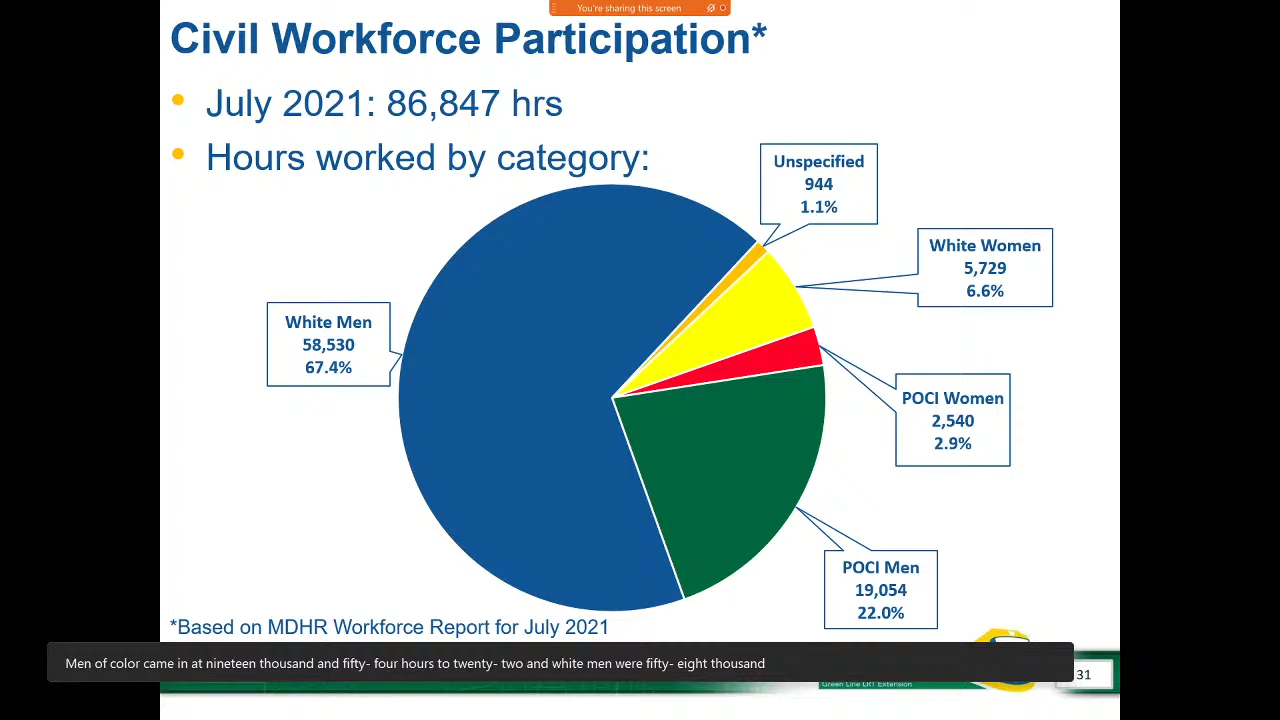 You're sharing this screen
Civil Workforce Participation*
• July 2021: 86,847 hrs
• Hours worked by category:
Unspecified
944
1.1%
White Women
5,729
6.6%
White Men
58,530
67.4%
POCI Women
2,540
2.9%
POCI Men
19,054
22.0%
*Based on MDHR Workforce Report for July 2021
Men of color came in at nineteen thousand and fifty- four hours to twenty- two and white men were fifty- eight thousand
31
Green Line LRT Extension